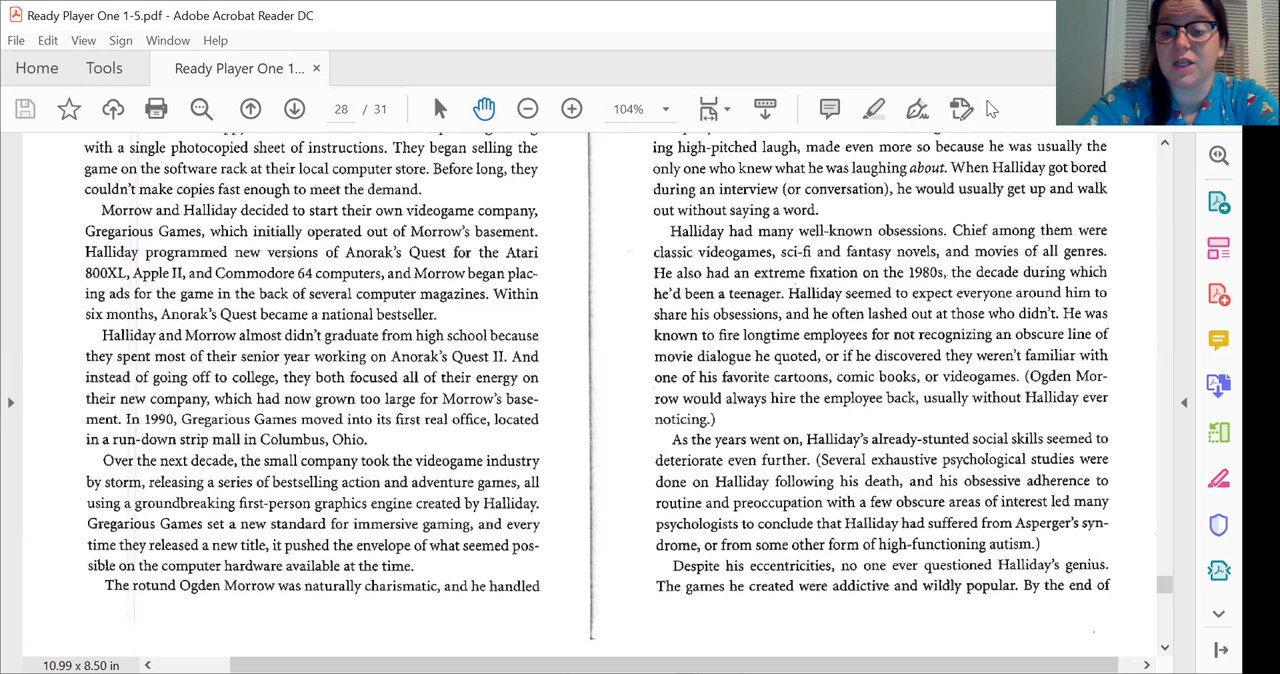 Ready Player One 1-5.pdf - Adobe Acrobat Reader DC
File Edit View Sign Window Help
Home Tools Ready Player One 1... ×
28 / 31 104%
with a single photocopied sheet of instructions. They began selling the
game on the software rack at their local computer store. Before long, they
couldn't make copies fast enough to meet the demand.
Morrow and Halliday decided to start their own videogame company,
Gregarious Games, which initially operated out of Morrow's basement.
Halliday programmed new versions of Anorak's Quest for the Atari
800XL, Apple II, and Commodore 64 computers, and Morrow began plac-
ing ads for the game in the back of several computer magazines. Within
six months, Anorak's Quest became a national bestseller.
Halliday and Morrow almost didn't graduate from high school because
they spent most of their senior year working on Anorak's Quest II. And
instead of going off to college, they both focused all of their energy on
their new company, which had now grown too large for Morrow's base-
ment. In 1990, Gregarious Games moved into its first real office, located
in a run-down strip mall in Columbus, Ohio.
Over the next decade, the small company took the videogame industry
by storm, releasing a series of bestselling action and adventure games, all
using a groundbreaking first-person graphics engine created by Halliday.
Gregarious Games set a new standard for immersive gaming, and every
time they released a new title, it pushed the envelope of what seemed pos-
sible on the computer hardware available at the time.
The rotund Ogden Morrow was naturally charismatic, and he handled
ing high-pitched laugh, made even more so because he was usually the
only one who knew what he was laughing about. When Halliday got bored
during an interview (or conversation), he would usually get up and walk
out without saying a word.
Halliday had many well-known obsessions. Chief among them were
classic videogames, sci-fi and fantasy novels, and movies of all genres.
He also had an extreme fixation on the 1980s, the decade during which
he'd been a teenager. Halliday seemed to expect everyone around him to
share his obsessions, and he often lashed out at those who didn't. He was
known to fire longtime employees for not recognizing an obscure line of
movie dialogue he quoted, or if he discovered they weren't familiar with
one of his favorite cartoons, comic books, or videogames. (Ogden Mor-
row would always hire the employee back, usually without Halliday ever
noticing.)
As the years went on, Halliday's already-stunted social skills seemed to
deteriorate even further. (Several exhaustive psychological studies were
done on Halliday following his death, and his obsessive adherence to
routine and preoccupation with a few obscure areas of interest led many
psychologists to conclude that Halliday had suffered from Asperger's syn-
drome, or from some other form of high-functioning autism.)
Despite his eccentricities, no one ever questioned Halliday's genius.
The games he created were addictive and wildly popular. By the end of
10.99 x 8.50 in